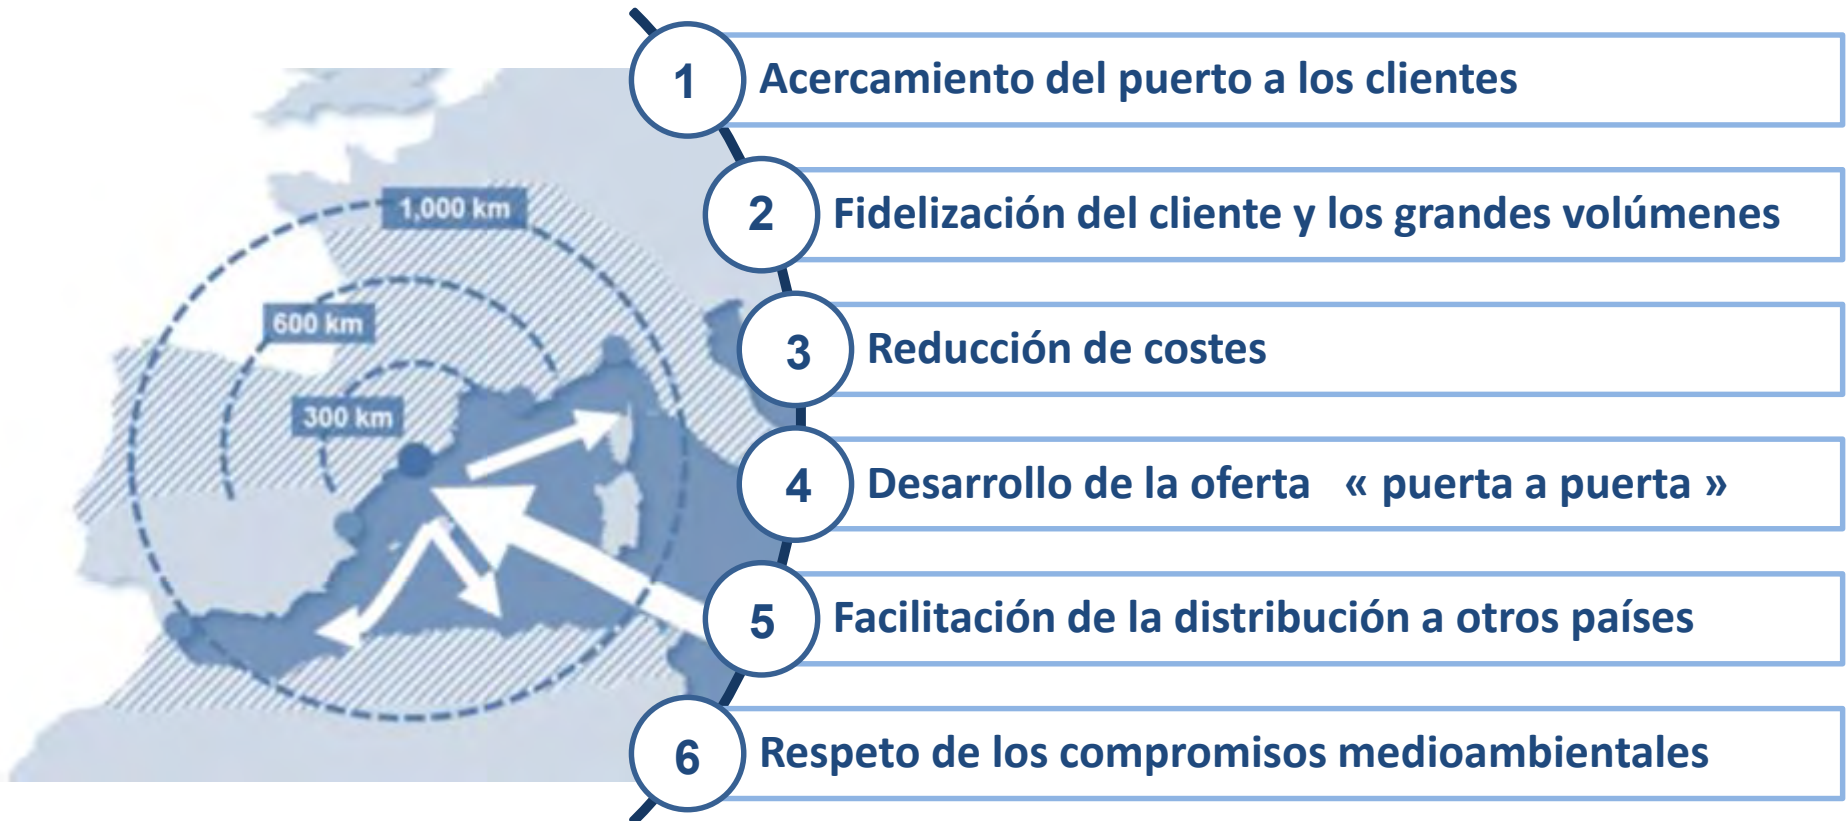 1 Acercamiento del puerto a los clientes
2 Fidelización del cliente y los grandes volúmenes
3 Reducción de costes
4 Desarrollo de la oferta « puerta a puerta »
5 Facilitación de la distribución a otros países
6 Respeto de los compromisos medioambientales
1,000 km
600 km
300 km